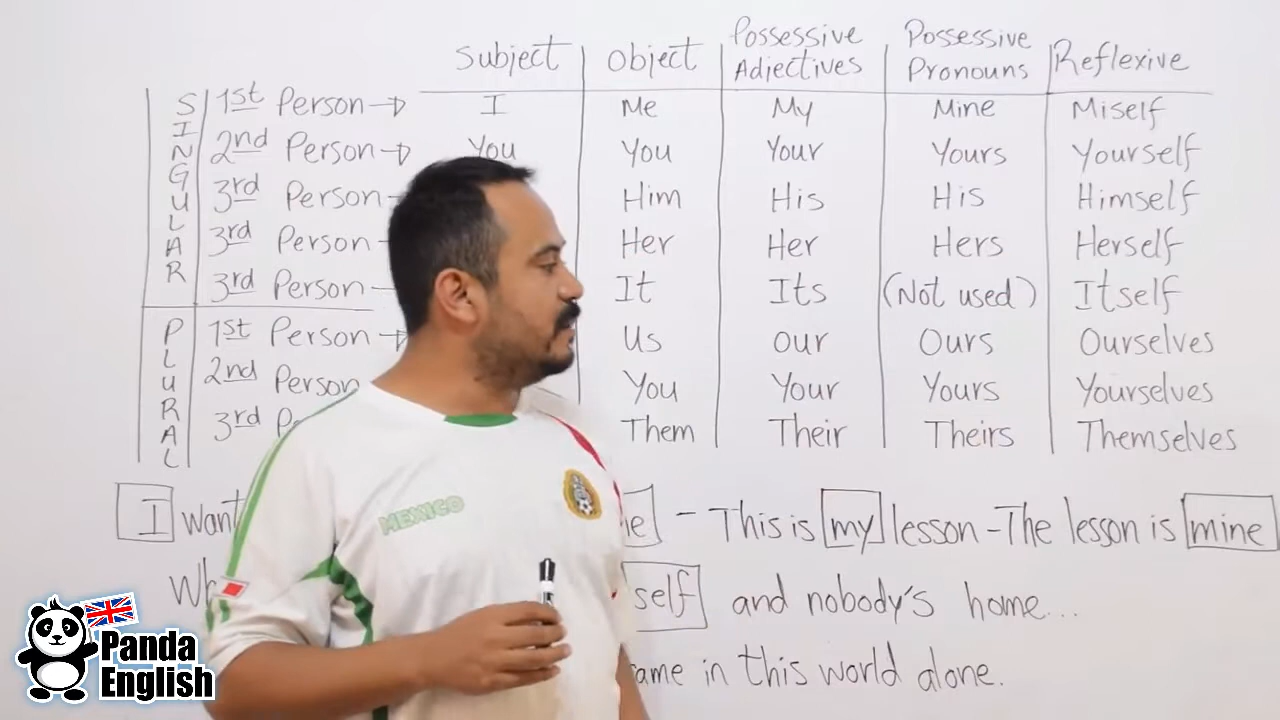 Subject Object Possessive Adjectives Possessive Pronouns Reflexive
SINGULAR
1st Person I Me My Mine Miself
2nd Person You You Your Yours Yourself
3rd Person Him His His Himself
3rd Person Her Her Hers Herself
3rd Person It Its (Not used) Itself
PLURAL
1st Person Us Our Ours Ourselves
2nd Person You Your Yours Yourselves
3rd Them Their Theirs Themselves
I want - This is my lesson - The lesson is mine
self and nobody's home...
in this world alone.
MEXICO
Panda
English